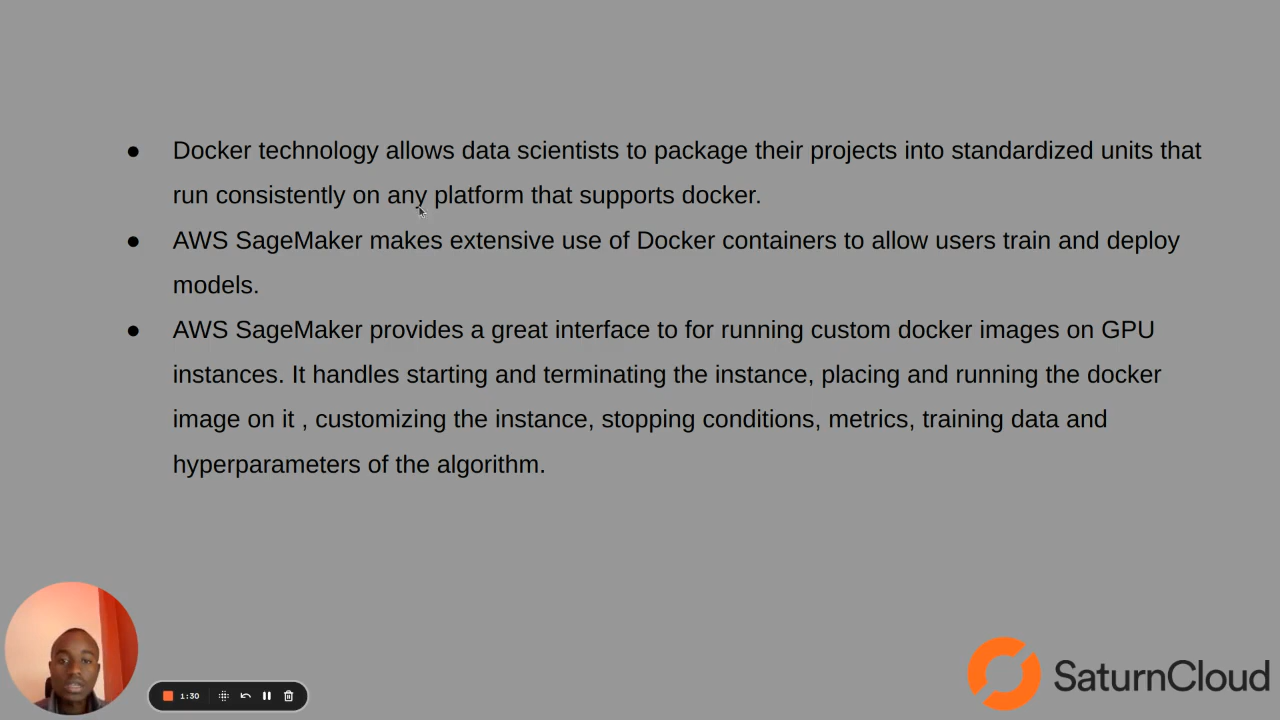 ● Docker technology allows data scientists to package their projects into standardized units that
run consistently on any platform that supports docker.
● AWS SageMaker makes extensive use of Docker containers to allow users train and deploy
models.
● AWS SageMaker provides a great interface to for running custom docker images on GPU
instances. It handles starting and terminating the instance, placing and running the docker
image on it , customizing the instance, stopping conditions, metrics, training data and
hyperparameters of the algorithm.
1:30
SaturnCloud